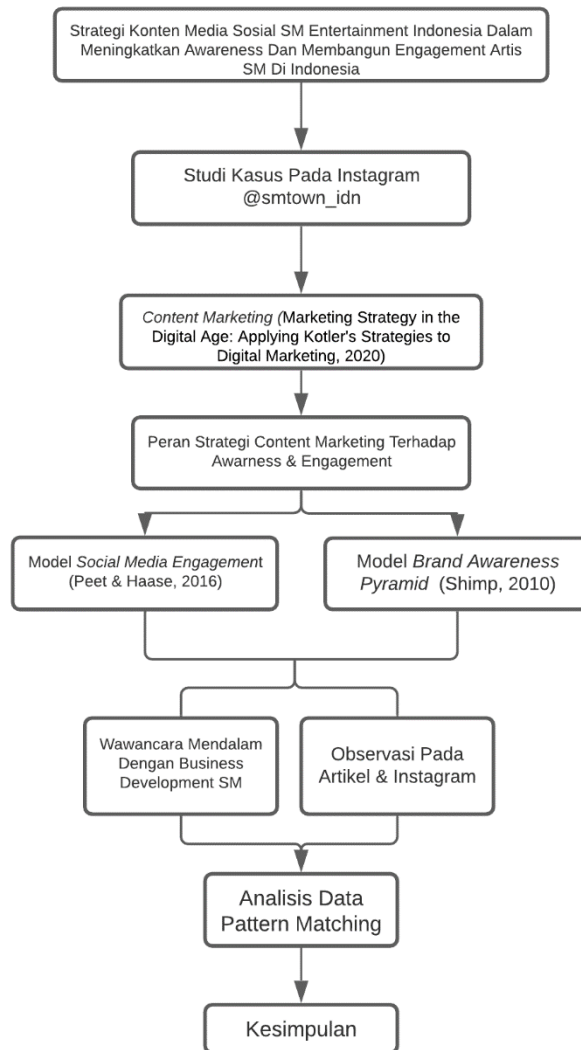 Strategi Konten Media Sosial SM Entertainment Indonesia Dalam
Meningkatkan Awareness Dan Membangun Engagement Artis
SM Di Indonesia
Studi Kasus Pada Instagram
@smtown_idn
Content Marketing (Marketing Strategy in the
Digital Age: Applying Kotler's Strategies to
Digital Marketing, 2020)
Peran Strategi Content Marketing Terhadap
Awarness & Engagement
Model Social Media Engagement
(Peet & Haase, 2016)
Model Brand Awareness
Pyramid (Shimp, 2010)
Wawancara Mendalam
Dengan Business
Development SM
Observasi Pada
Artikel & Instagram
Analisis Data
Pattern Matching
Kesimpulan